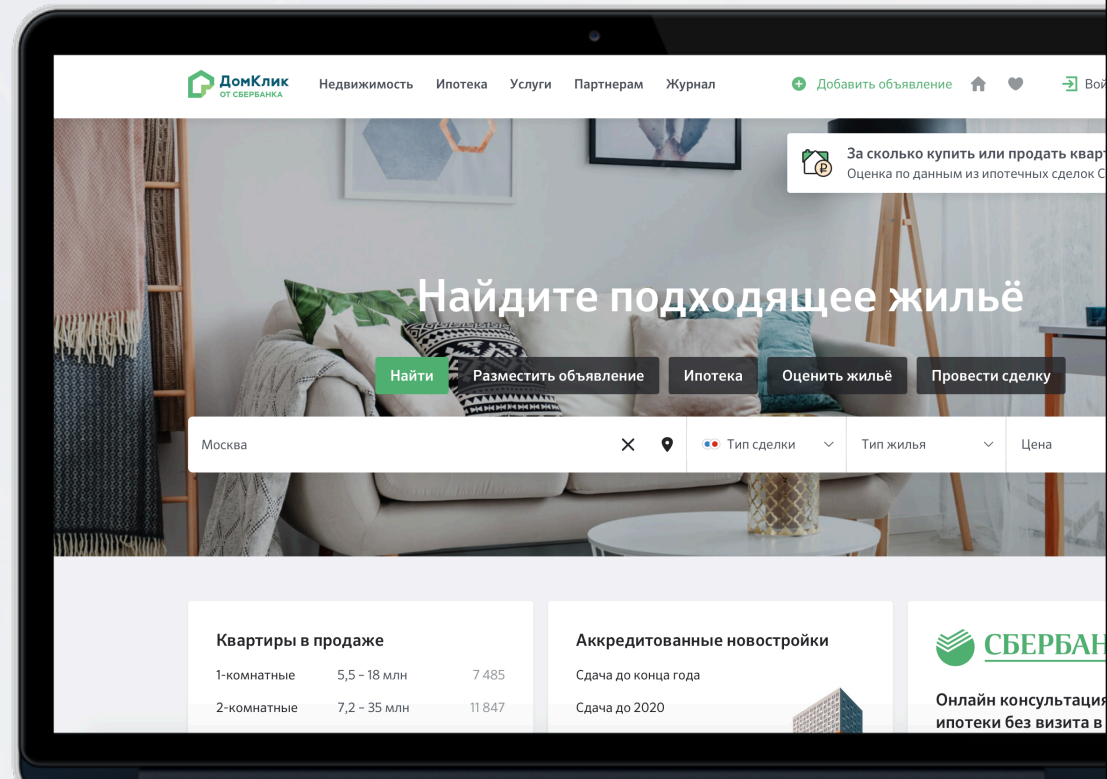 ДомКлик
ОТ СБЕРБАНКА
Недвижимость Ипотека Услуги Партнерам Журнал
Добавить объявление
За сколько купить или продать
Оценка по данным из ипотечных сделок
Найдите подходящее жильё
Найти Разместить объявление Ипотека Оценить жильё Провести сделку
Москва Тип сделки Тип жилья Цена
Квартиры в продаже
1-комнатные 5,5 – 18 млн 7 485
2-комнатные 7,2 – 35 млн 11 847
Аккредитованные новостройки
Сдача до конца года
Сдача до 2020
Онлайн консультация
ипотеки без визита в